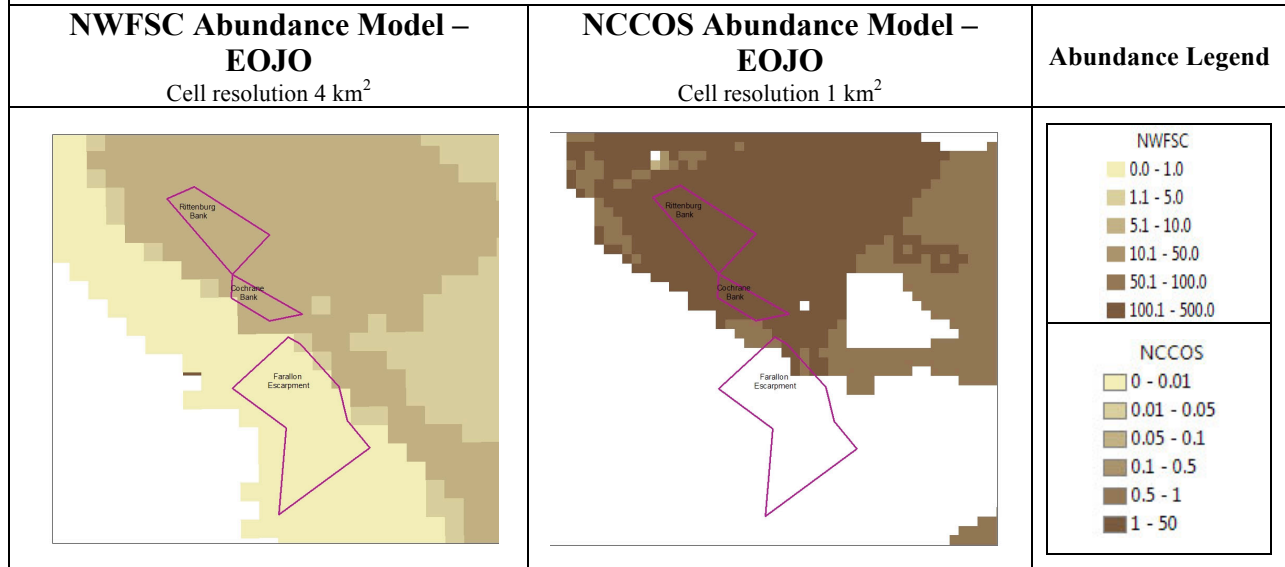 NWFSC Abundance Model –
EOJO
Cell resolution 4 km²
NCCOS Abundance Model –
EOJO
Cell resolution 1 km²
Abundance Legend
Rittenburg
Bank
Cochrane
Bank
Farallon
Escarpment
Rittenburg
Bank
Cochrane
Bank
Farallon
Escarpment
NWFSC
0.0 - 1.0
1.1 - 5.0
5.1 - 10.0
10.1 - 50.0
50.1 - 100.0
100.1 - 500.0
NCCOS
0 - 0.01
0.01 - 0.05
0.05 - 0.1
0.1 - 0.5
0.5 - 1
1 - 50